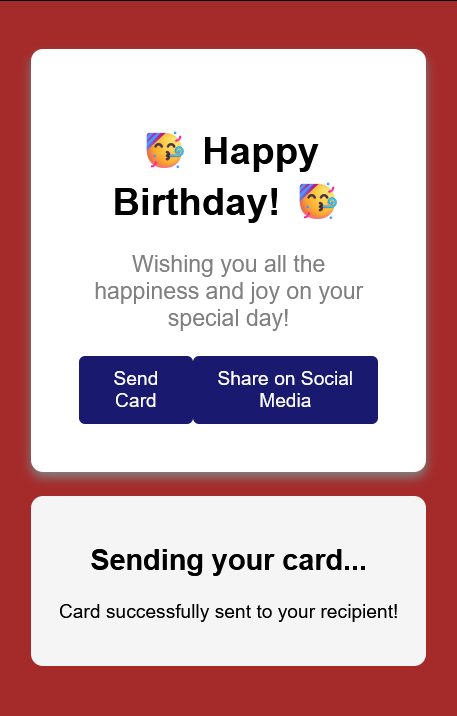 🥳 Happy
Birthday! 🥳
Wishing you all the
happiness and joy on your
special day!
Send
Card
Share on Social
Media
Sending your card...
Card successfully sent to your recipient!